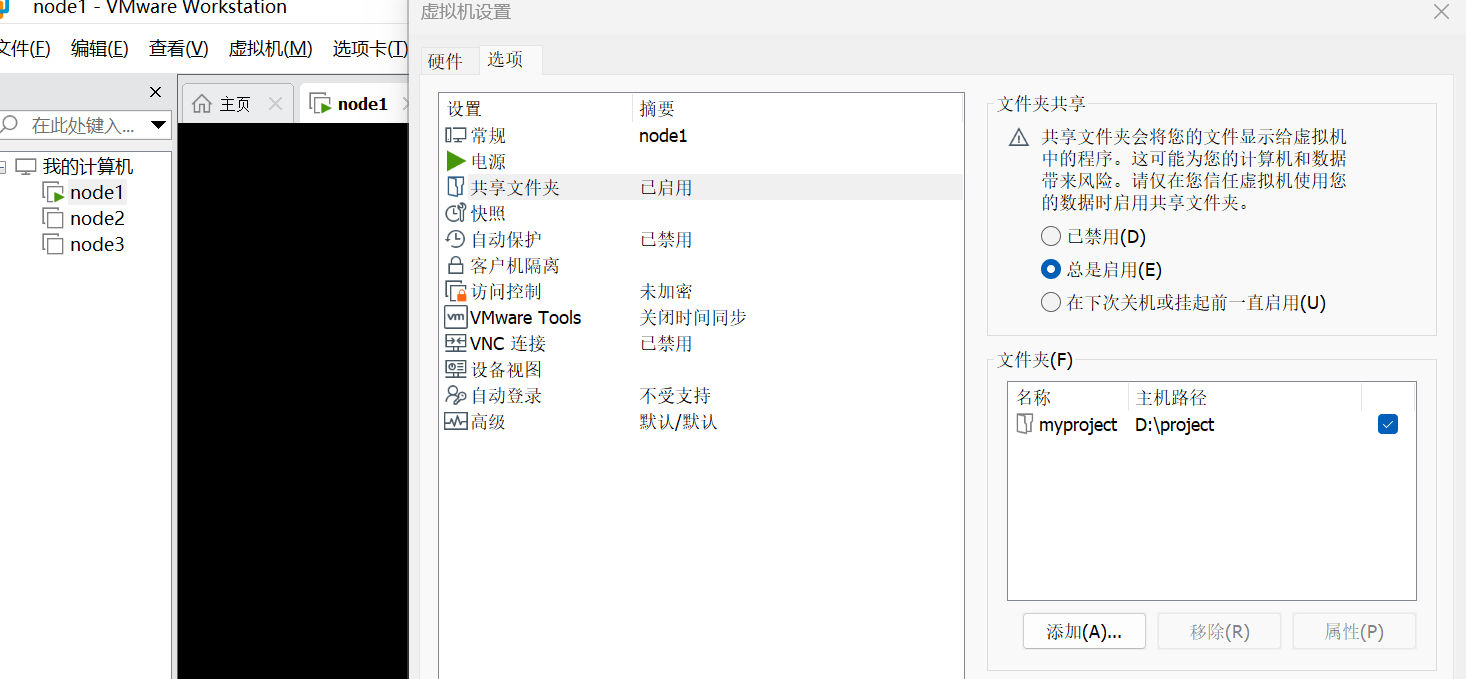 node1 - VMware Workstation
文件(F) 编辑(E) 查看(V) 虚拟机(M) 选项卡(T)
在此处键入...
我的计算机
node1
node2
node3
主页
node1
虚拟机设置
硬件 选项
设置 摘要
常规 node1
电源
共享文件夹 已启用
快照
自动保护 已禁用
客户机隔离
访问控制 未加密
vm VMware Tools 关闭时间同步
VNC 连接 已禁用
设备视图
自动登录 不受支持
高级 默认/默认
文件夹共享
共享文件夹会将您的文件显示给虚拟机
中的程序。这可能为您的计算机和数据
带来风险。请仅在您信任虚拟机使用您
的数据时启用共享文件夹。
已禁用(D)
总是启用(E)
在下次关机或挂起前一直启用(U)
文件夹(F)
名称 主机路径
myproject D:\project
添加(A)... 移除(R) 属性(P)